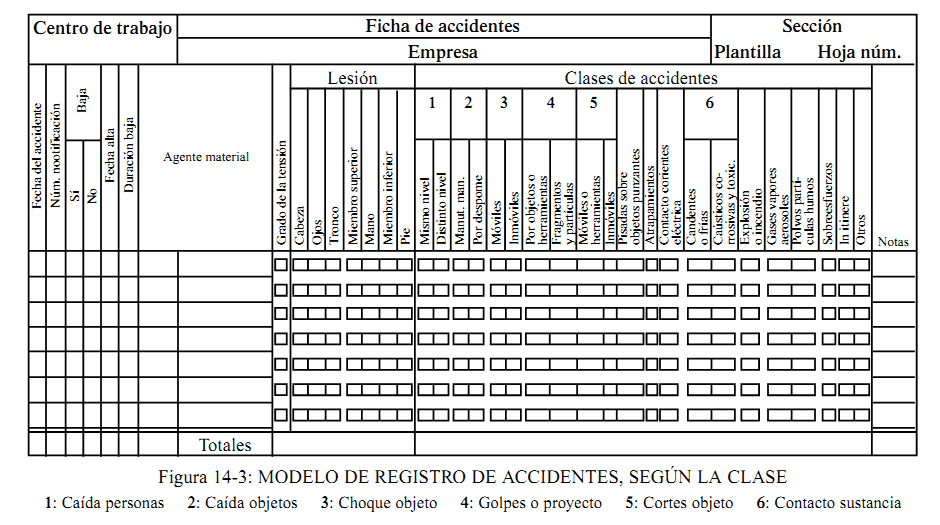 Centro de trabajo
Ficha de accidentes
Sección
Empresa
Plantilla Hoja núm.
Fecha del accidente
Núm. nootificación
Baja
Sí
No
Fecha alta
Duración baja
Agente material
Lesión
Grado de la tensión
Cabeza
Ojos
Tronco
Miembro superior
Mano
Miembro inferior
Pie
Clases de accidentes
1 2 3 4 5 6
Mismo nivel
Distinto nivel
Manut. man.
Por despome
Móviles
Inmóviles
Por objetos o
herramientas
Fragmentos
y partículas
Móviles o
herramientas
Inmóviles
Pisadas sobre
objetos punzantes
Atrapamientos
Contacto corientes
eléctrica
Candentes
o frías
Caústicos co-
rrosivas y toxic.
Explosión
o incendio
Gases vapores
aerosoles
Polvos parti-
culas humos
Sobreesfuerzos
In itinere
Otros
Notas
Totales
Figura 14-3: MODELO DE REGISTRO DE ACCIDENTES, SEGÚN LA CLASE
1: Caída personas 2: Caída objetos 3: Choque objeto 4: Golpes o proyecto 5: Cortes objeto 6: Contacto sustancia